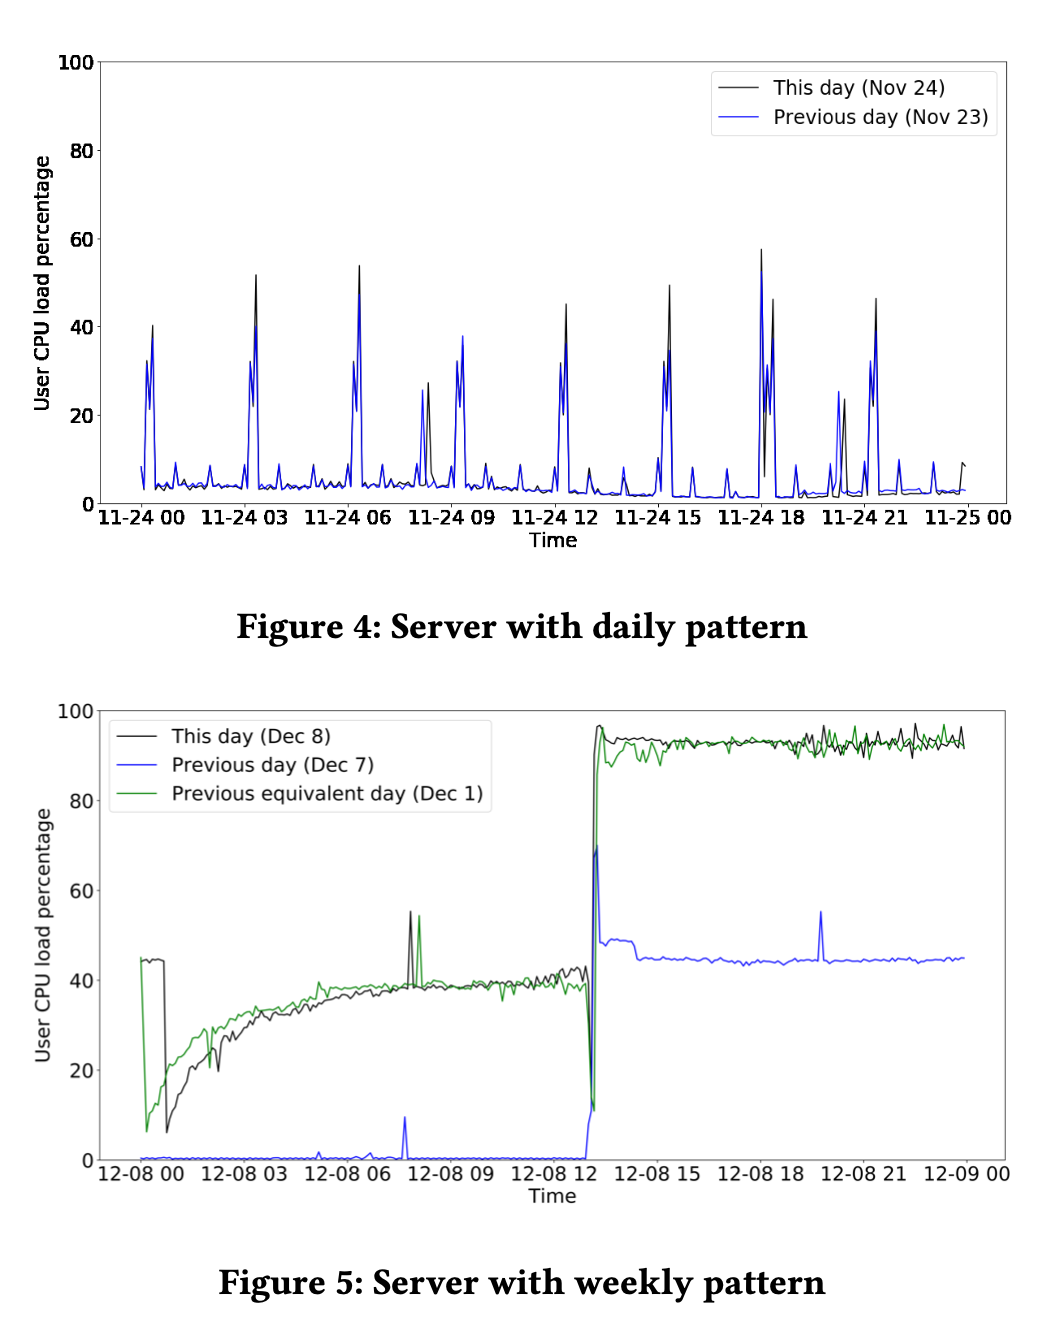 100
This day (Nov 24)
Previous day (Nov 23)
80
60
40
20
0
User CPU load percentage
11-24 00 11-24 03 11-24 06 11-24 09 11-24 12 11-24 15 11-24 18 11-24 21 11-25 00
Time
Figure 4: Server with daily pattern
100
This day (Dec 8)
Previous day (Dec 7)
Previous equivalent day (Dec 1)
80
60
40
20
0
User CPU load percentage
12-08 00 12-08 03 12-08 06 12-08 09 12-08 12 12-08 15 12-08 18 12-08 21 12-09 00
Time
Figure 5: Server with weekly pattern